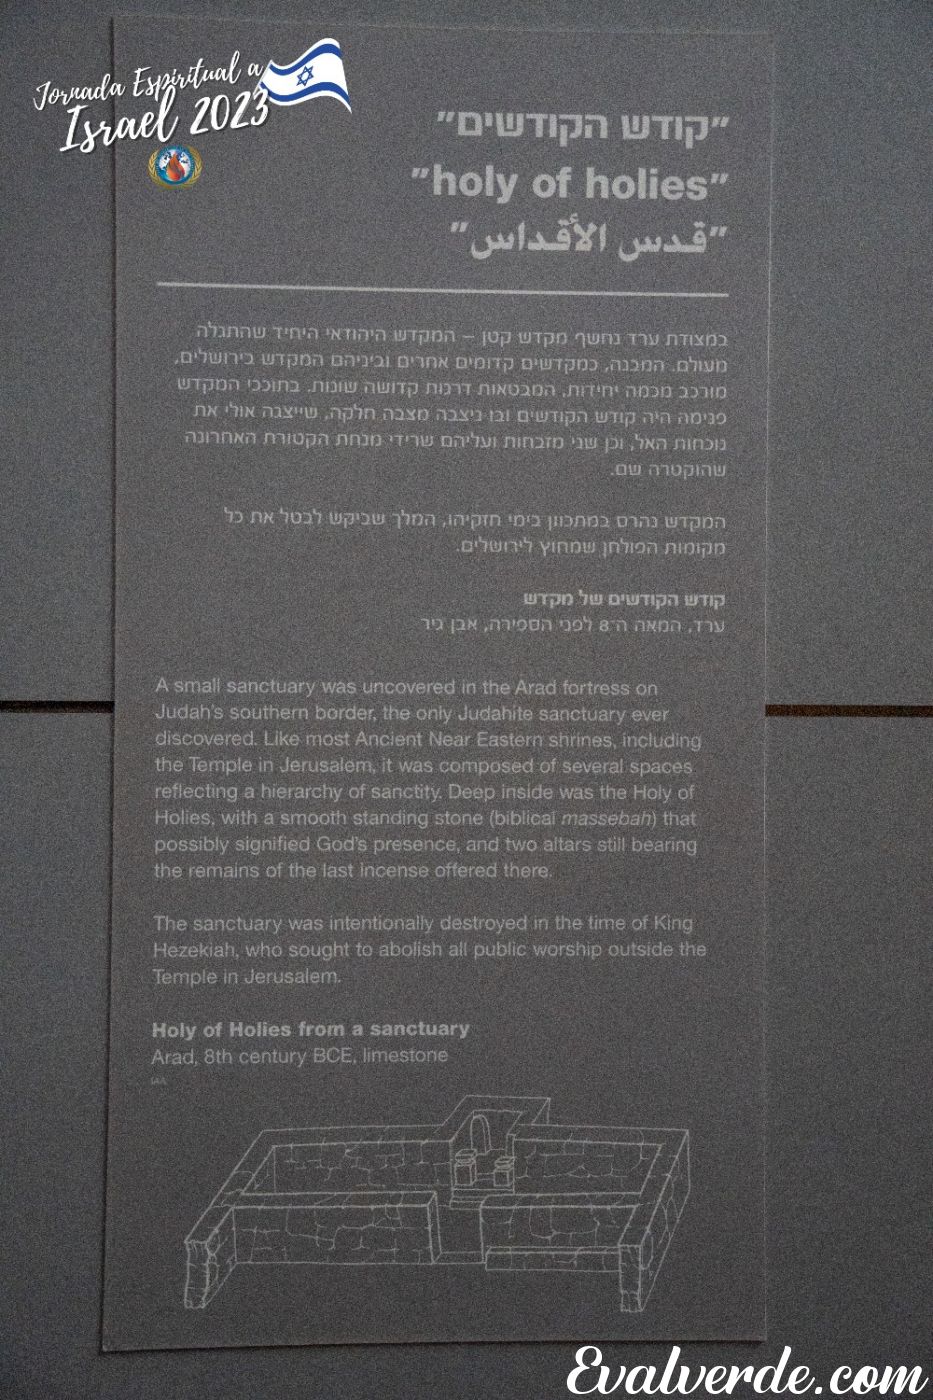 Jornada Espiritual a
Israel 2023
"קודש הקודשים"
"holy of holies"
"قدس الأقداس"
במצודת ערד נחשף מקדש קטן – המקדש היהודאי היחיד שהתגלה
מעולם. המבנה, כמקדשים קדומים אחרים וביניהם המקדש בירושלים,
מורכב מכמה יחידות, המבטאות דרגות קדושה שונות. בתוככי המקדש
פנימה היה קודש הקודשים ובו ניצבה מצבה חלקה, שייצגה אולי את
נוכחות האל, וכן שני מזבחות ועליהם שרידי מנחת הקטורת האחרונה
שהוקטרה שם.
המקדש נהרס במתכוון בימי חזקיהו, המלך שביקש לבטל את כל
מקומות הפולחן שמחוץ לירושלים.
קודש הקודשים של מקדש
ערד, המאה ה־8 לפני הספירה, אבן גיר
A small sanctuary was uncovered in the Arad fortress on
Judah's southern border, the only Judahite sanctuary ever
discovered. Like most Ancient Near Eastern shrines, including
the Temple in Jerusalem, it was composed of several spaces
reflecting a hierarchy of sanctity. Deep inside was the Holy of
Holies, with a smooth standing stone (biblical massebah) that
possibly signified God's presence, and two altars still bearing
the remains of the last incense offered there.
The sanctuary was intentionally destroyed in the time of King
Hezekiah, who sought to abolish all public worship outside the
Temple in Jerusalem.
Holy of Holies from a sanctuary
Arad, 8th century BCE, limestone
IAA
Evalverde.com